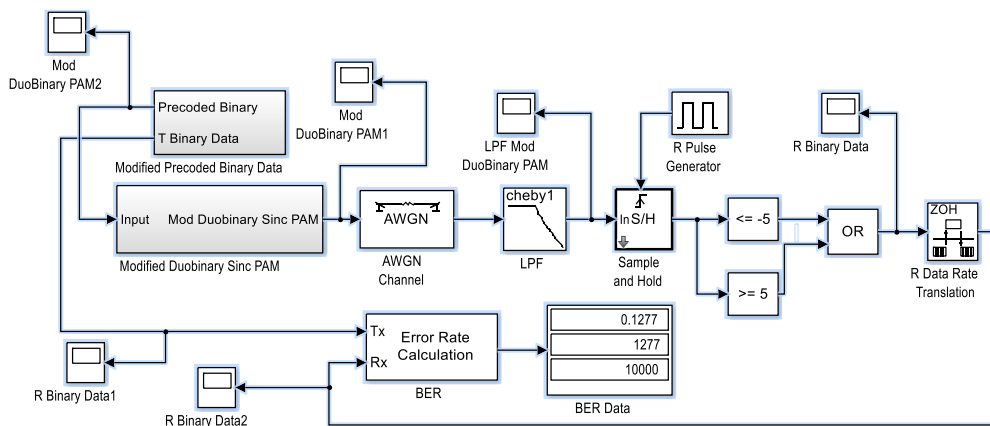 Mod
DuoBinary PAM2
Precoded Binary
T Binary Data
Modified Precoded Binary Data
Mod
DuoBinary PAM1
LPF Mod
DuoBinary PAM
R Pulse
Generator
R Binary Data
Input
Mod Duobinary Sinc PAM
Modified Duobinary Sinc PAM
AWGN
AWGN
Channel
cheby1
LPF
In
S/H
Sample
and Hold
<= -5
>= 5
OR
ZOH
R Data Rate
Translation
Tx
Rx
Error Rate
Calculation
BER
0.1277
1277
10000
BER Data
R Binary Data1
R Binary Data2